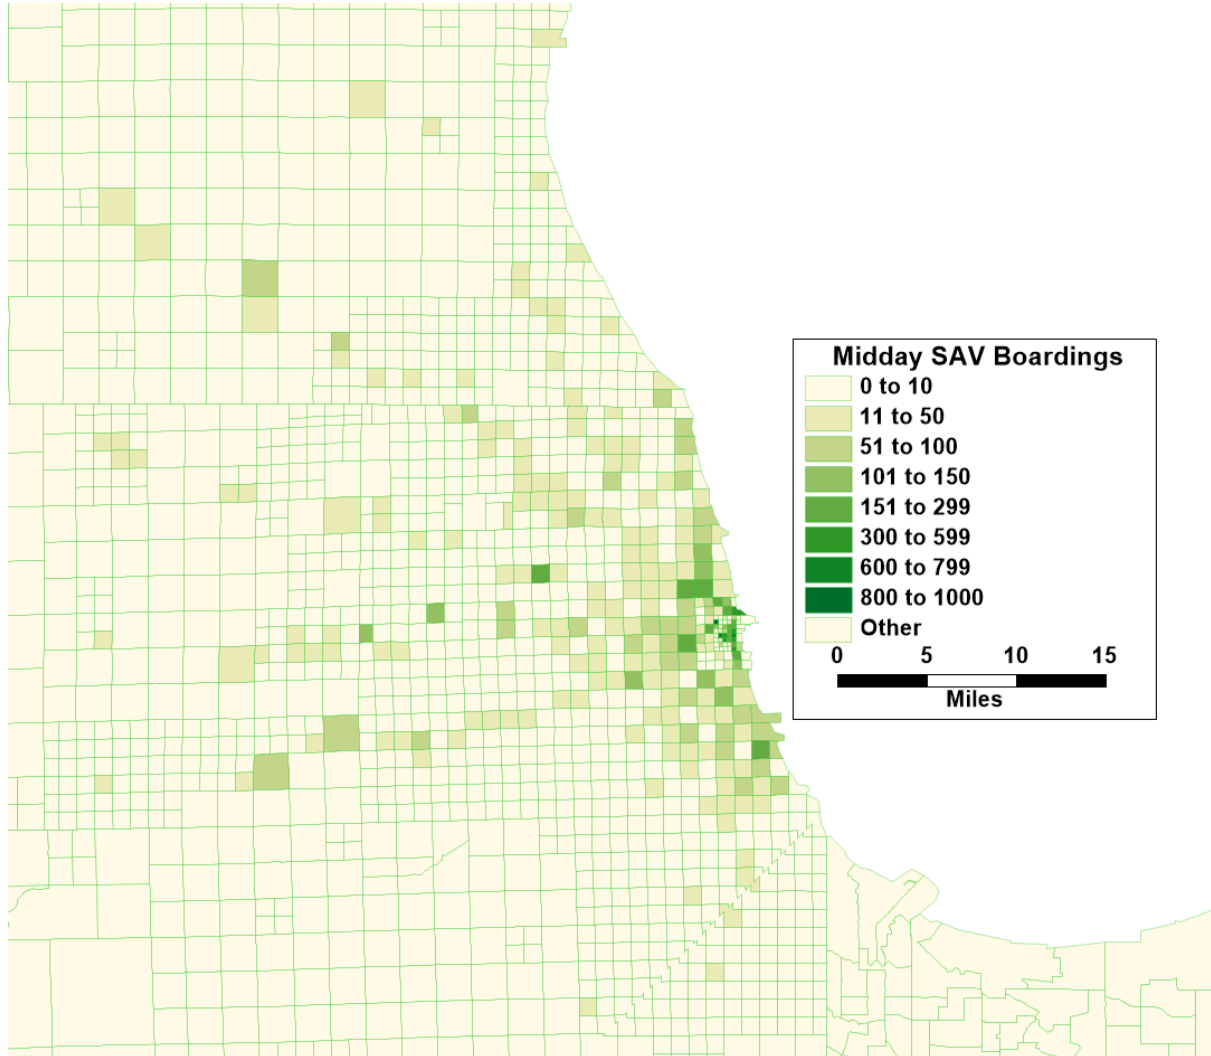 Midday SAV Boardings
0 to 10
11 to 50
51 to 100
101 to 150
151 to 299
300 to 599
600 to 799
800 to 1000
Other
0 5 10 15
Miles